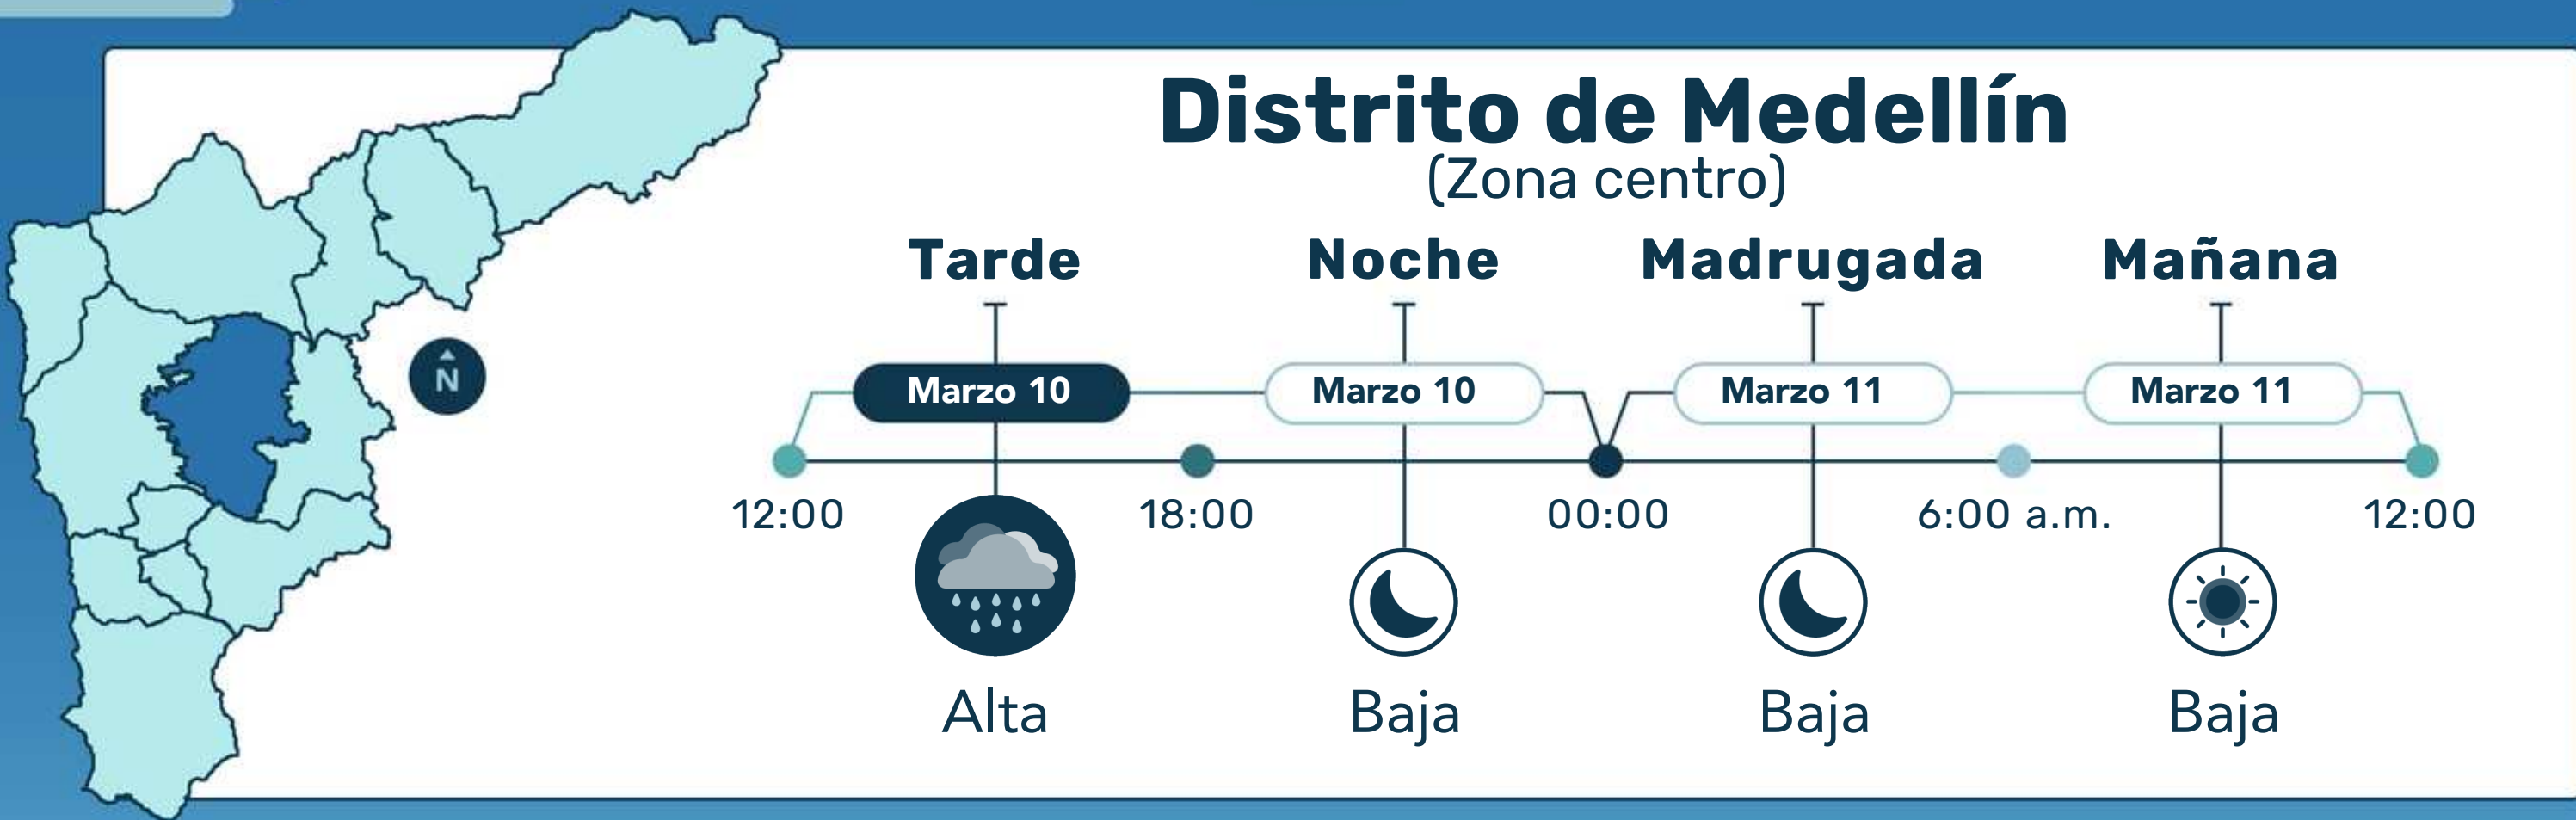 Distrito de Medellín
(Zona centro)
Tarde Noche Madrugada Mañana
N
Marzo 10 Marzo 10 Marzo 11 Marzo 11
12:00 18:00 00:00 6:00 a.m. 12:00
Alta Baja Baja Baja